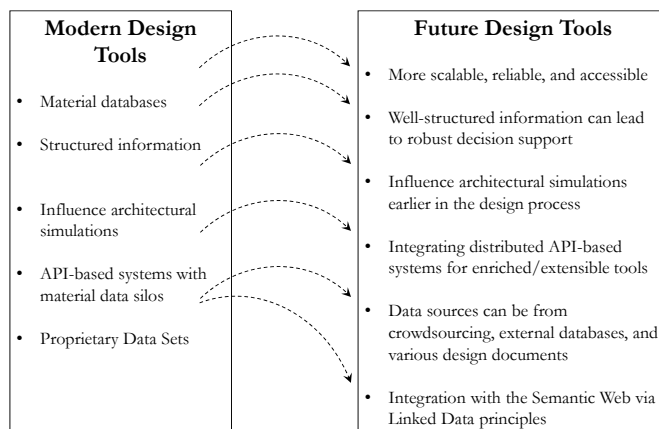 Modern Design
Tools
• Material databases
• Structured information
• Influence architectural
simulations
• API-based systems with
material data silos
• Proprietary Data Sets
Future Design Tools
• More scalable, reliable, and accessible
• Well-structured information can lead
to robust decision support
• Influence architectural simulations
earlier in the design process
• Integrating distributed API-based
systems for enriched/extensible tools
• Data sources can be from
crowdsourcing, external databases, and
various design documents
• Integration with the Semantic Web via
Linked Data principles